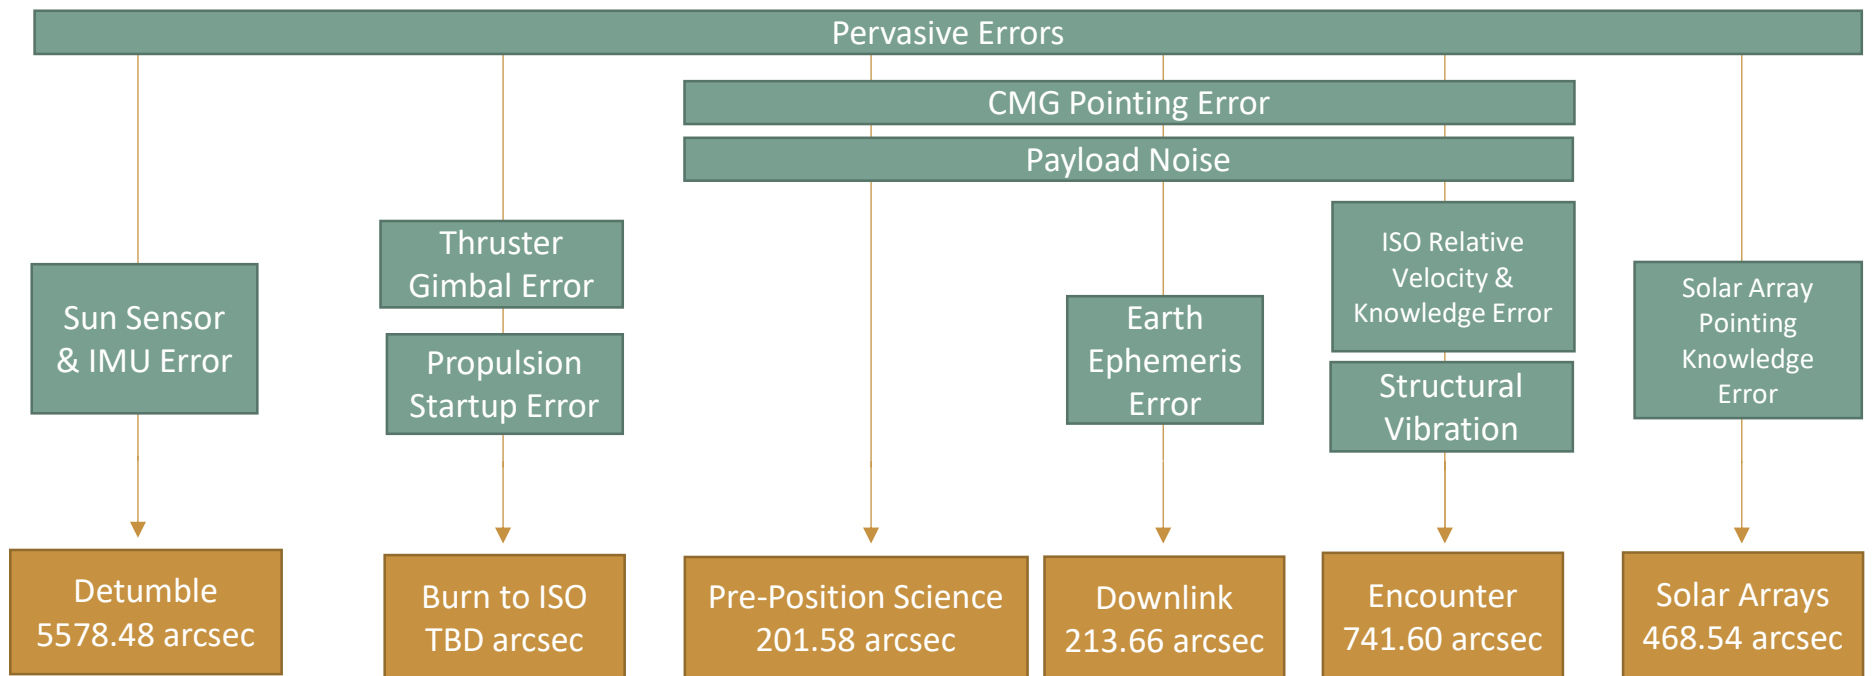 Pervasive Errors
CMG Pointing Error
Payload Noise
Thruster
Gimbal Error
Propulsion
Startup Error
Sun Sensor
& IMU Error
Earth
Ephemeris
Error
ISO Relative
Velocity &
Knowledge Error
Structural
Vibration
Solar Array
Pointing
Knowledge
Error
Detumble
5578.48 arcsec
Burn to ISO
TBD arcsec
Pre-Position Science
201.58 arcsec
Downlink
213.66 arcsec
Encounter
741.60 arcsec
Solar Arrays
468.54 arcsec